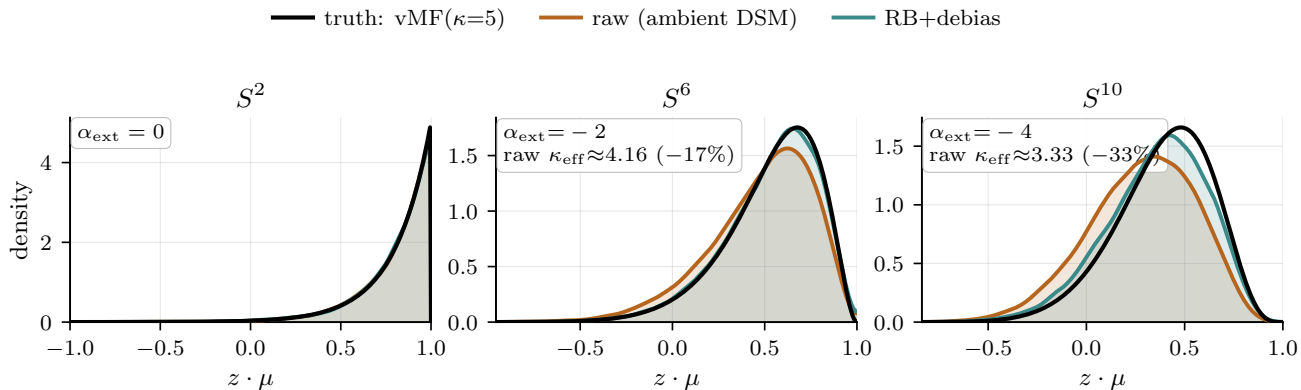 truth: vMF(κ=5) raw (ambient DSM) RB+debias
S² S⁶ S¹⁰
α_ext = 0
α_ext = − 2
raw κ_eff≈4.16 (−17%)
α_ext = − 4
raw κ_eff≈3.33 (−33%)
density
4
2
0
1.5
1.0
0.5
0.0
1.5
1.0
0.5
0.0
−1.0 −0.5 0.0 0.5 1.0
−0.5 0.0 0.5 1.0
−0.5 0.0 0.5 1.0
z · μ z · μ z · μ